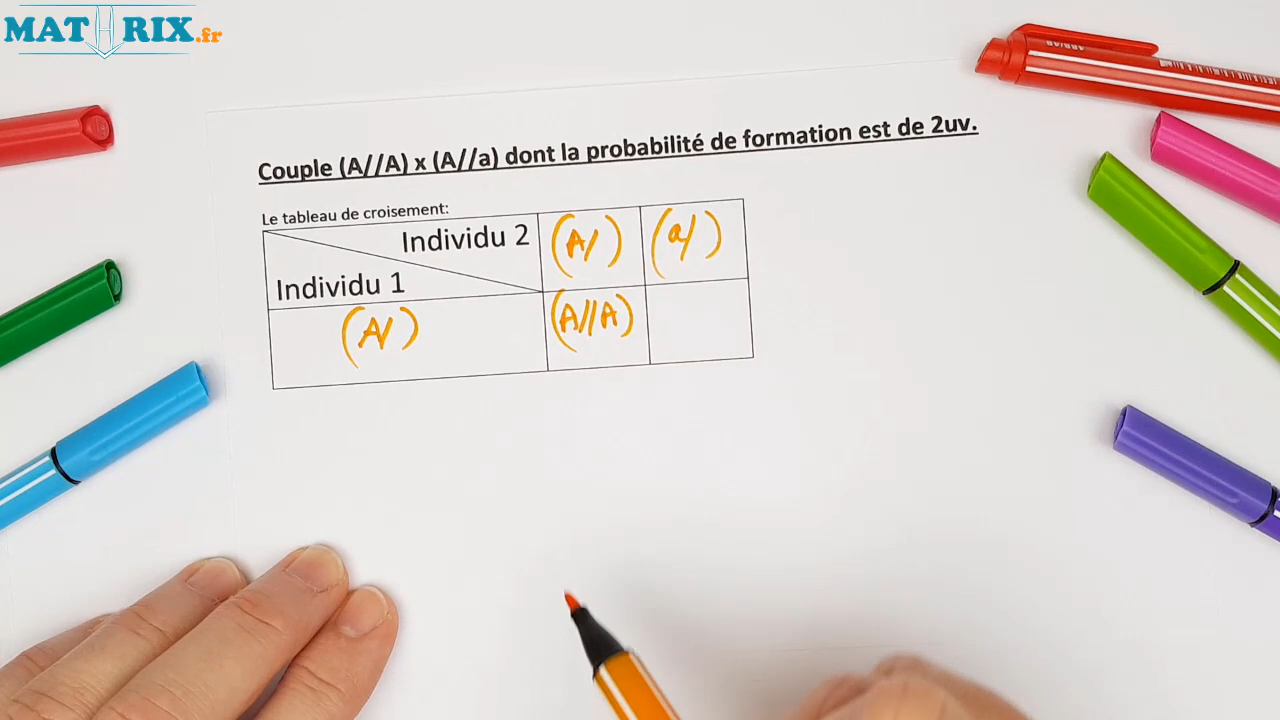 MATHRIX.fr
Couple (A//A) x (A//a) dont la probabilité de formation est de 2uv.
Le tableau de croisement:
Individu 2
(A/)
(a/)
Individu 1
(A/)
(A//A)